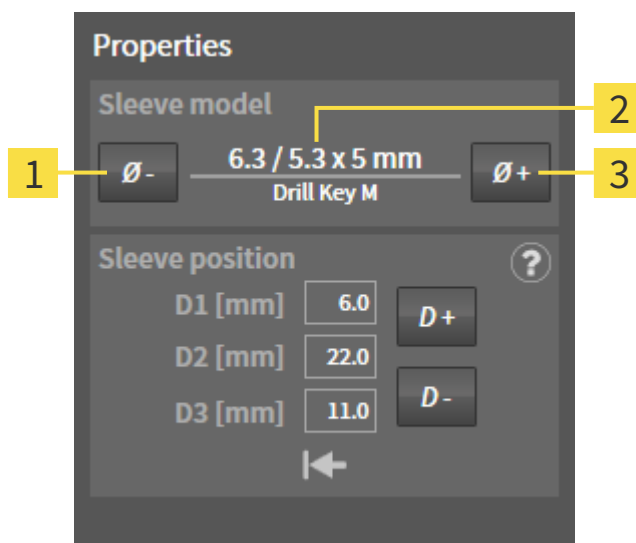 Properties
Sleeve model
2
1
Ø -
6.3 / 5.3 x 5 mm
Ø +
3
Drill Key M
Sleeve position
?
D1 [mm]
6.0
D +
D2 [mm]
22.0
D3 [mm]
11.0
D -